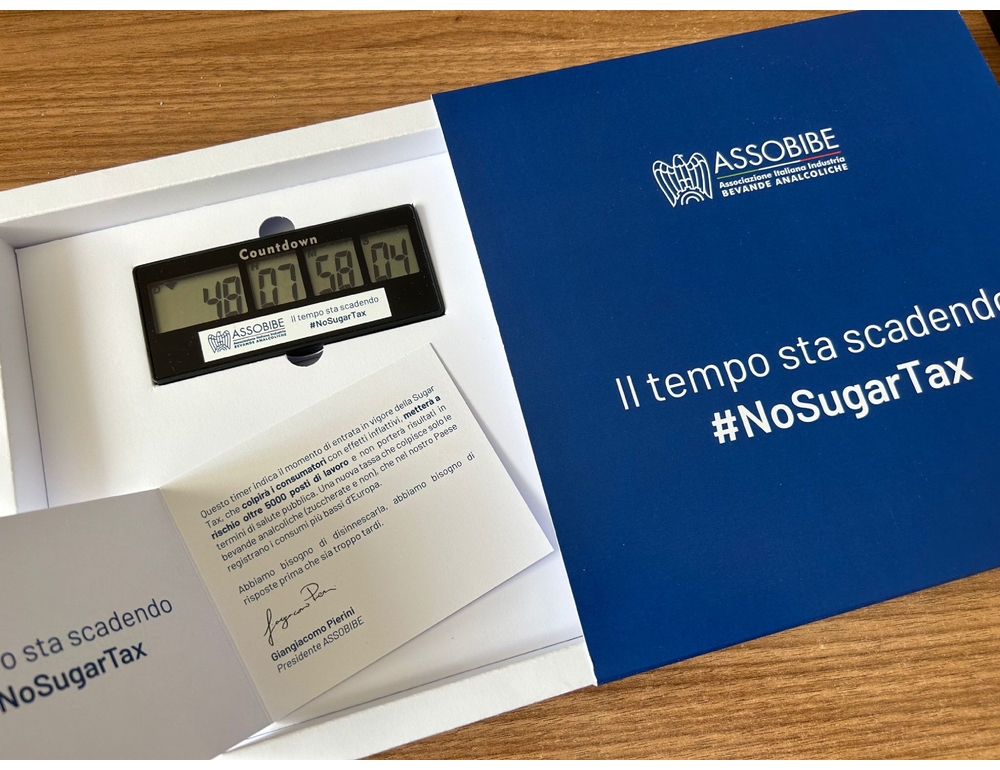 ASSOBIBE
Associazione Italiana Industria
BEVANDE ANALCOLICHE
Il tempo sta scadendo
#NoSugarTax
Countdown
48 07 58 04
ASSOBIBE
Associazione Italiana Industria
BEVANDE ANALCOLICHE
Il tempo sta scadendo
#NoSugarTax
Questo timer indica il momento di entrata in vigore della Sugar
Tax, che colpirà i consumatori con effetti inflattivi, metterà a
rischio oltre 5000 posti di lavoro e non porterà risultati in
termini di salute pubblica. Una nuova tassa che colpisce solo le
bevande analcoliche (zuccherate e non), che nel nostro Paese
registrano i consumi più bassi d'Europa.
Abbiamo bisogno di disinnescarla, abbiamo bisogno di
risposte prima che sia troppo tardi.
Giangiacomo Pierini
Presidente ASSOBIBE
o sta scadendo
NoSugarTax